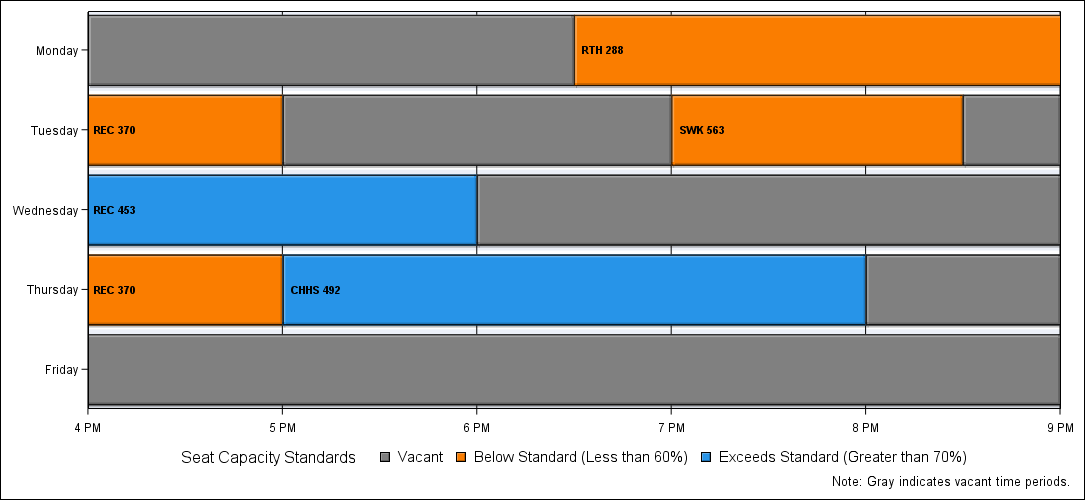 Monday
RTH 288
Tuesday
REC 370
SWK 563
Wednesday
REC 453
Thursday
REC 370
CHHS 492
Friday
4 PM 5 PM 6 PM 7 PM 8 PM 9 PM
Seat Capacity Standards Vacant Below Standard (Less than 60%) Exceeds Standard (Greater than 70%)
Note: Gray indicates vacant time periods.